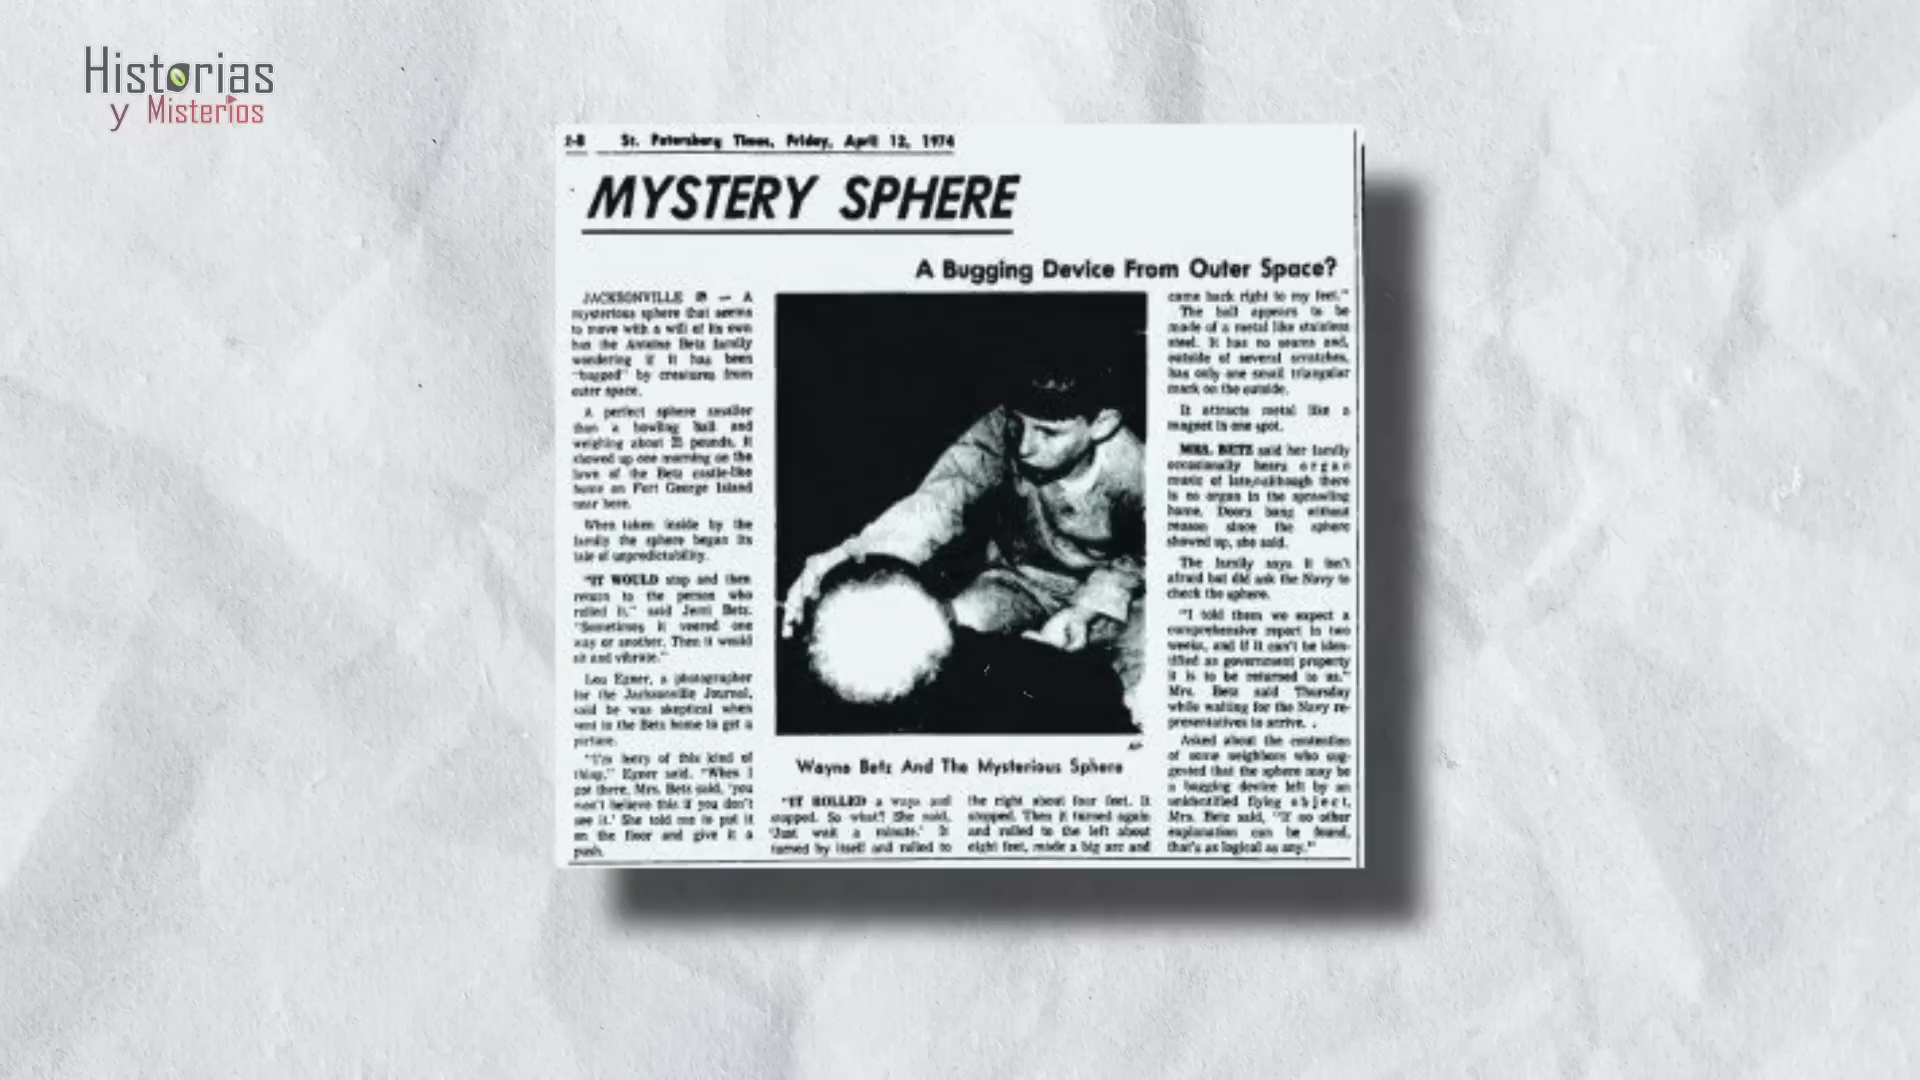 Historias
y Misterios
St. Petersburg Times, Friday, April 12, 1974
MYSTERY SPHERE
A Bugging Device From Outer Space?
JACKSONVILLE — A
mysterious sphere that seems
to move with a will of its own
has the Antoine Betz family
wondering if it has been
"bugged" by creatures from
outer space.
A perfect sphere smaller
than a bowling ball and
weighing about pounds, it
showed up one morning on the
lawn of the Betz castle-like
home on Fort George Island
near here.
When taken inside by the
family the sphere began its
tale of unpredictability.
"IT WOULD stop and then
return to the person who
rolled it," said Jerri Betz.
"Sometimes it veered one
way or another. Then it would
sit and vibrate."
Lou Egner, a photographer
for the Jacksonville Journal,
said he was skeptical when
sent to the Betz home to get a
picture.
"I'm leery of this kind of
thing," Egner said. "When I
got there, Mrs. Betz said, 'you
won't believe this if you don't
see it.' She told me to put it
on the floor and give it a
push.
Wayne Betz And The Mysterious Sphere
"IT ROLLED a ways and
stopped. So what? She said,
'Just wait a minute.' It
turned by itself and rolled to
the right about four feet. It
stopped. Then it turned again
and rolled to the left about
eight feet, made a big arc and
came back right to my feet."
The ball appears to be
made of a metal like stainless
steel. It has no seams and,
outside of several scratches,
has only one small triangular
mark on the outside.
It attracts metal like a
magnet in one spot.
MRS. BETZ said her family
occasionally hears organ
music of late, although there
is no organ in the sprawling
home. Doors bang without
reason since the sphere
showed up, she said.
The family says it isn't
afraid but did ask the Navy to
check the sphere.
"I told them we expect a
comprehensive report in two
weeks, and if it can't be iden-
tified as government property
it is to be returned to us,"
Mrs. Betz said Thursday
while waiting for the Navy re-
presentatives to arrive.
Asked about the contention
of some neighbors who sug-
gested that the sphere may be
a bugging device left by an
unidentified flying object,
Mrs. Betz said, "If no other
explanation can be found,
that's as logical as any."